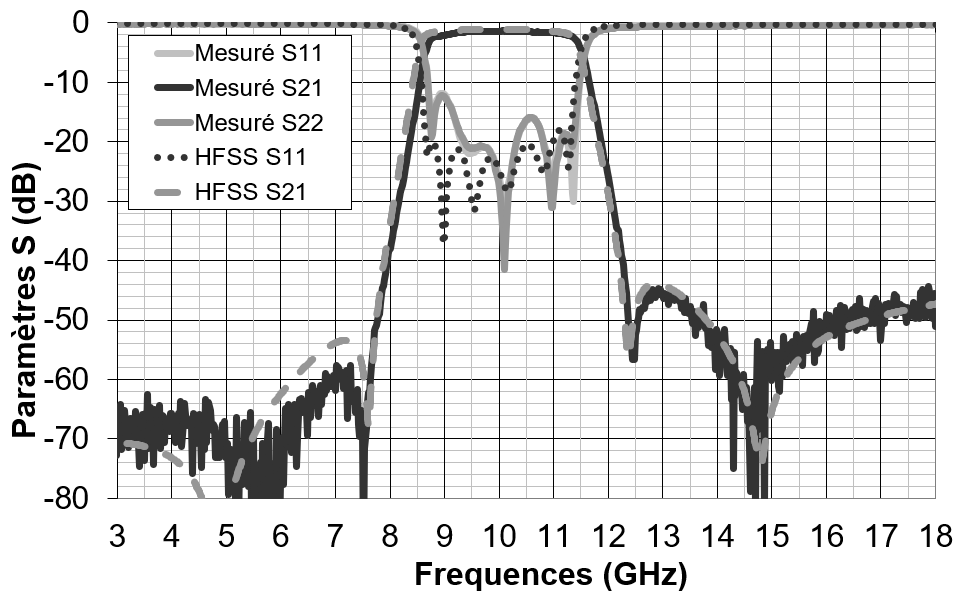 0
-10
-20
-30
-40
-50
-60
-70
-80
Paramètres S (dB)
Mesuré S11
Mesuré S21
Mesuré S22
HFSS S11
HFSS S21
3 4 5 6 7 8 9 10 11 12 13 14 15 16 17 18
Frequences (GHz)